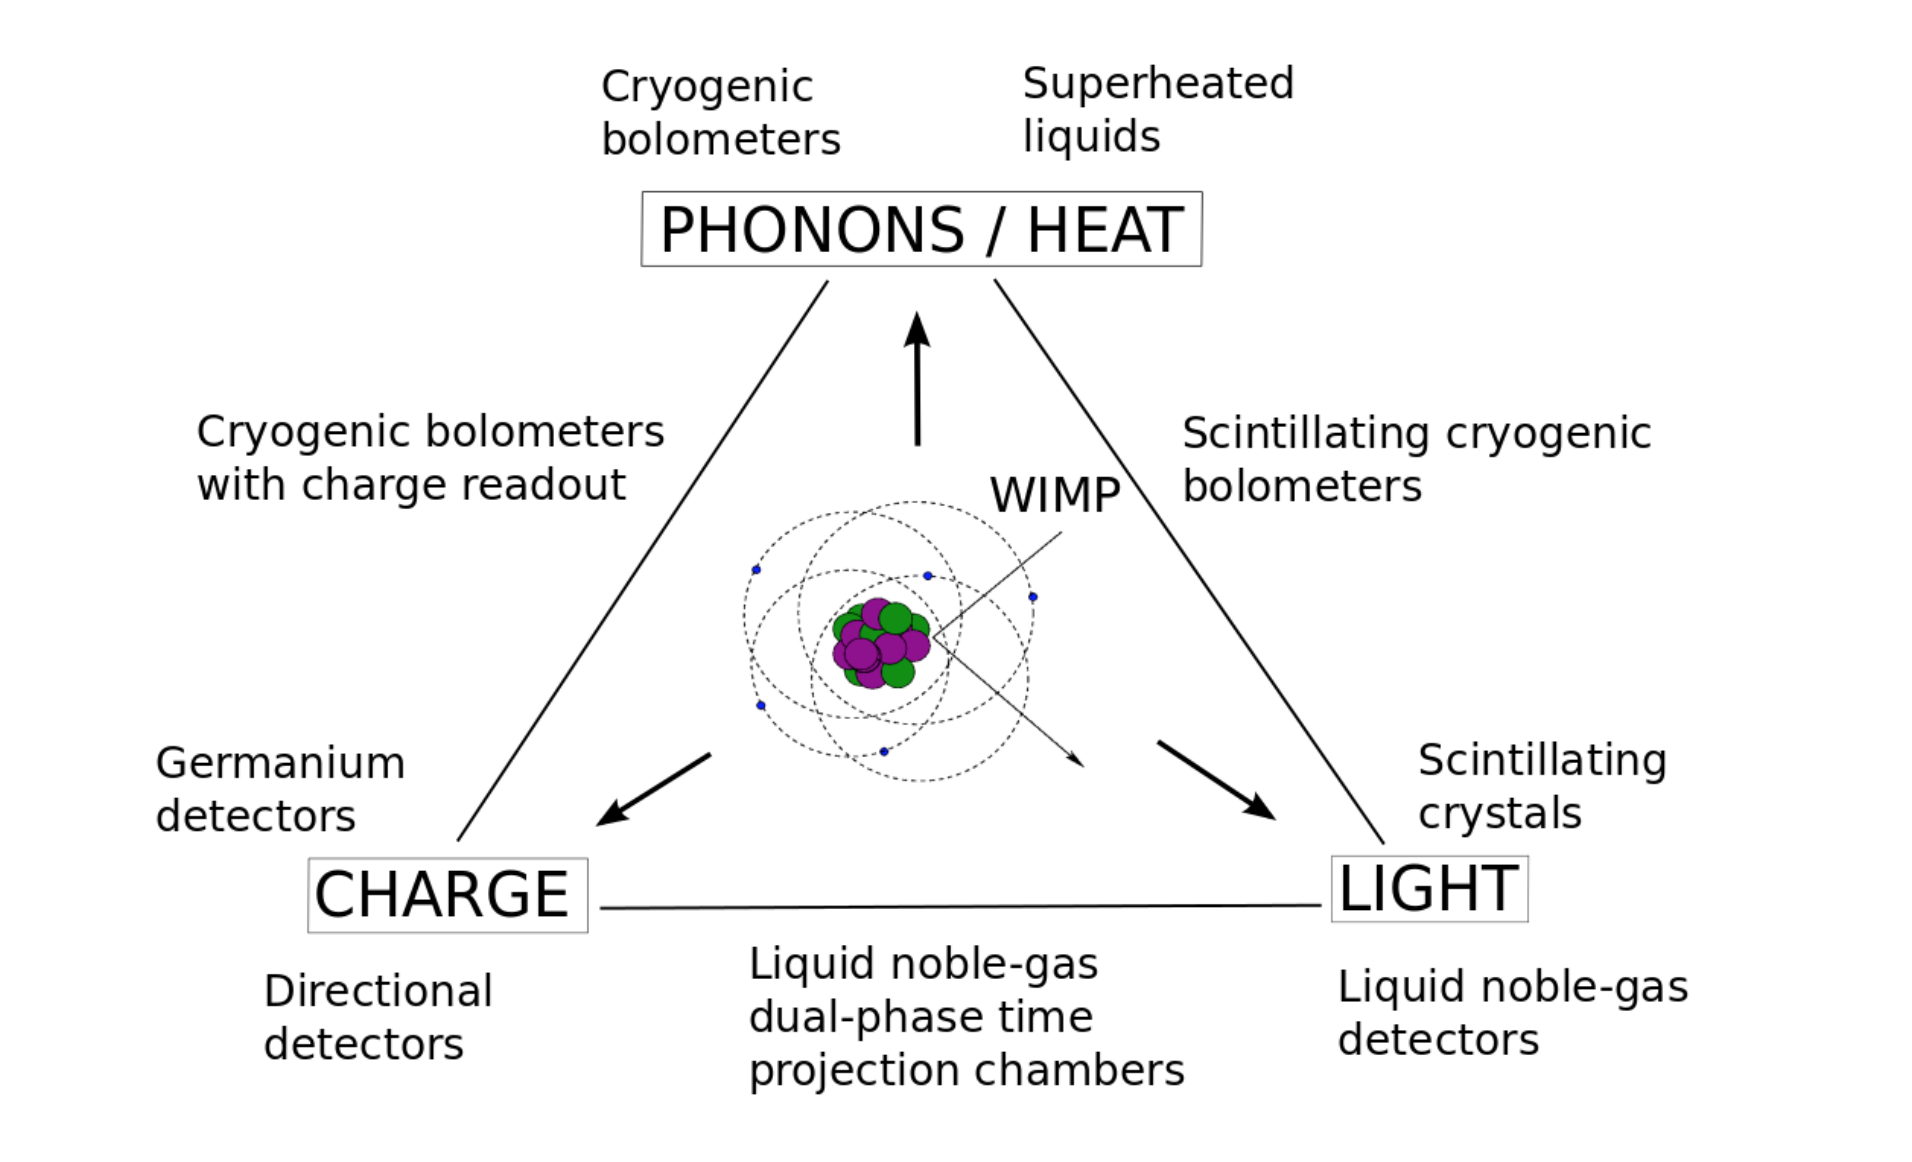 Cryogenic
bolometers
Superheated
liquids
PHONONS / HEAT
Cryogenic bolometers
with charge readout
Scintillating cryogenic
bolometers
WIMP
Germanium
detectors
Scintillating
crystals
CHARGE
LIGHT
Directional
detectors
Liquid noble-gas
dual-phase time
projection chambers
Liquid noble-gas
detectors